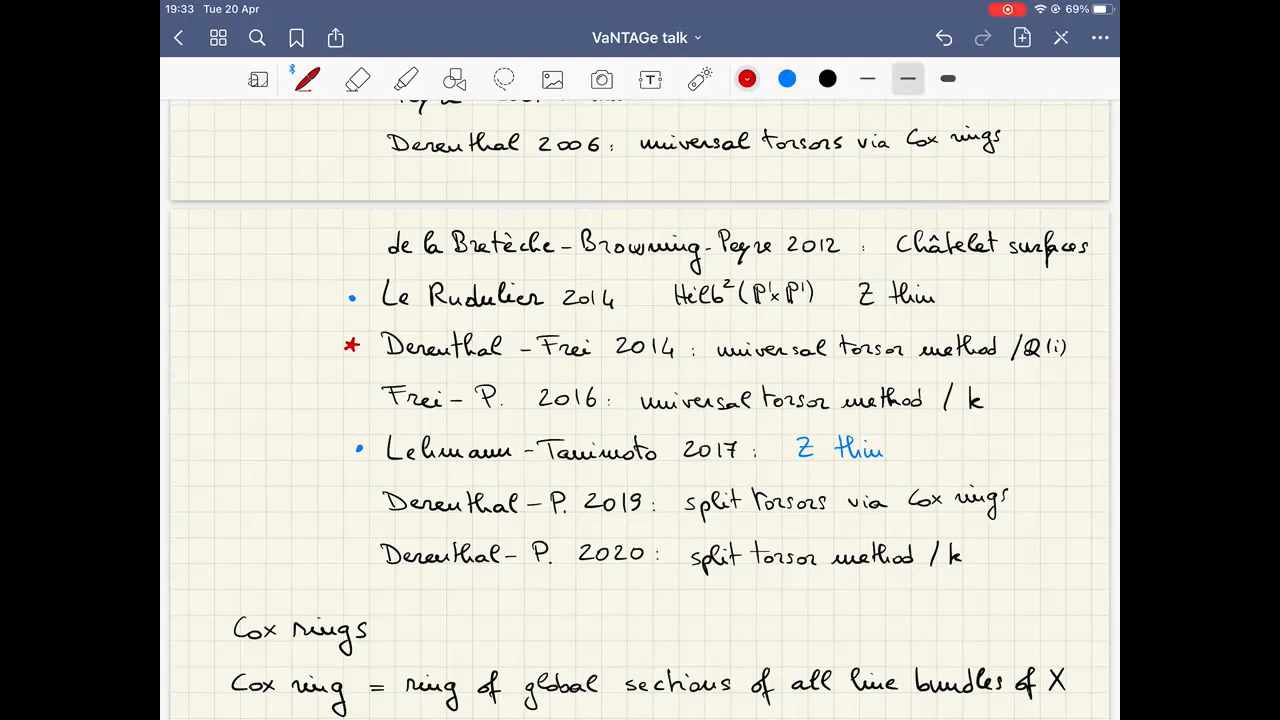 19:33 Tue 20 Apr
69%
VaNTAGe talk
Derenthal 2006: universal torsors via Cox rings
de la Bretèche - Browning - Peyre 2012 : Châtelet surfaces
• Le Rudulier 2014 Hilb²(P¹×P¹) Z thin
* Derenthal - Frei 2014: universal torsor method /Q(i)
Frei - P. 2016: universal torsor method / k
• Lehmann - Tanimoto 2017: Z thin
Derenthal - P. 2019: split torsors via Cox rings
Derenthal - P. 2020: split torsor method / k
Cox rings
Cox ring = ring of global sections of all line bundles of X